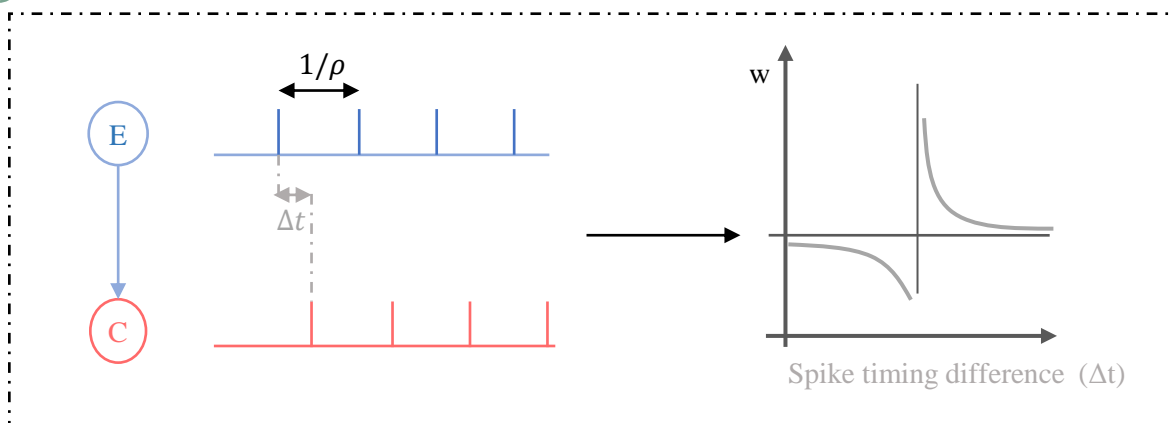 1/ρ
w
E
Δt
C
Spike timing difference (Δt)